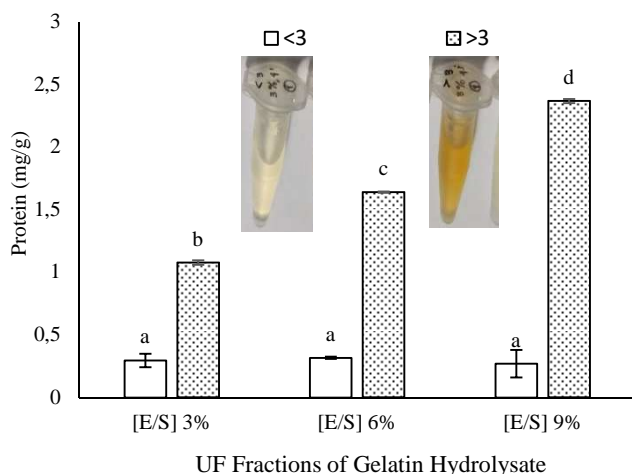 3
<3
>3
2,5
d
2
c
Protein (mg/g)
1,5
b
1
0,5
a
a
a
0
[E/S] 3%
[E/S] 6%
[E/S] 9%
UF Fractions of Gelatin Hydrolysate